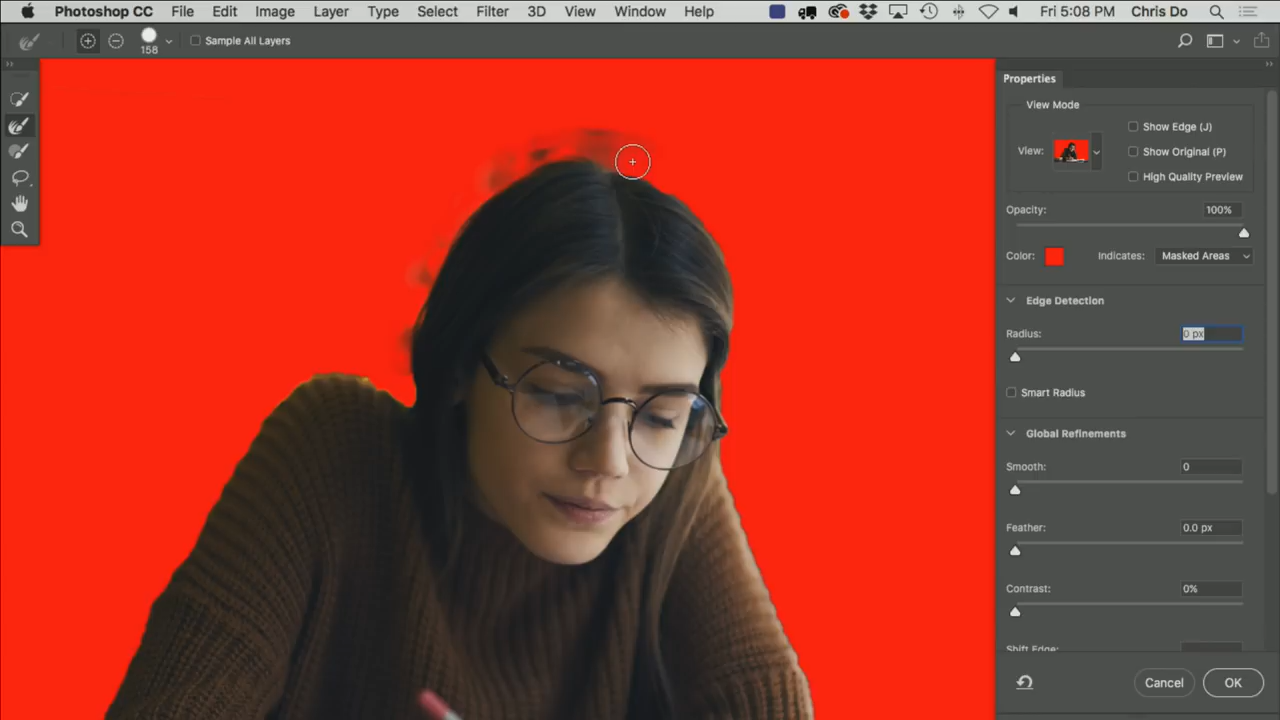 Photoshop CC File Edit Image Layer Type Select Filter 3D View Window Help Fri 5:08 PM Chris Do
158 Sample All Layers
Properties
View Mode
Show Edge (J)
View:
Show Original (P)
High Quality Preview
Opacity: 100%
Color: Indicates: Masked Areas
Edge Detection
Radius: 0 px
Smart Radius
Global Refinements
Smooth: 0
Feather: 0.0 px
Contrast: 0%
Shift Edge:
Cancel OK